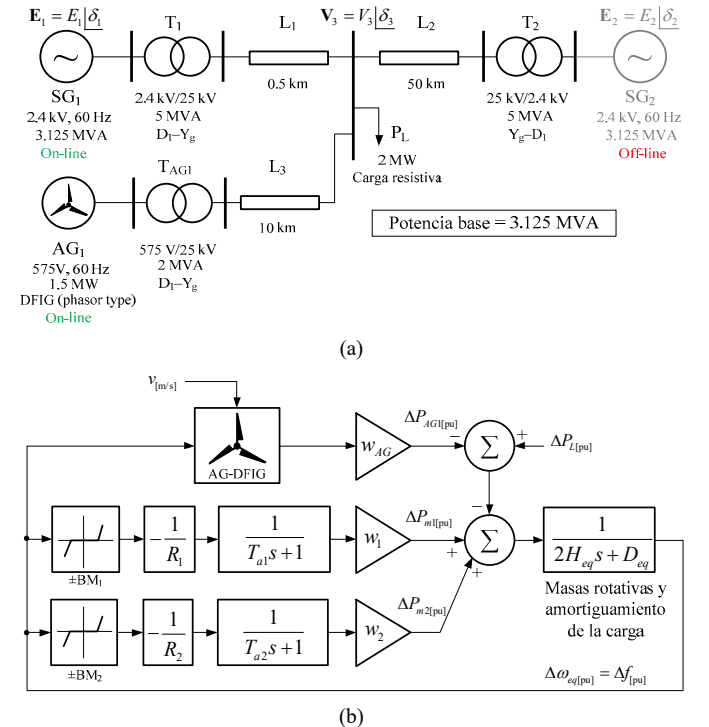 E₁ = E₁|δ₁
T₁
L₁
V₃ = V₃|δ₃
L₂
T₂
E₂ = E₂|δ₂
SG₁
2.4 kV, 60 Hz
3.125 MVA
On-line
2.4 kV/25 kV
5 MVA
D₁–Y_g
0.5 km
50 km
25 kV/2.4 kV
5 MVA
Y_g–D₁
SG₂
2.4 kV, 60 Hz
3.125 MVA
Off-line
P_L
2 MW
Carga resistiva
T_AG1
L₃
10 km
Potencia base = 3.125 MVA
AG₁
575V, 60 Hz
1.5 MW
DFIG (phasor type)
On-line
575 V/25 kV
2 MVA
D₁–Y_g
(a)
v[m/s]
AG-DFIG
w_AG
ΔP_AG1[pu]
−
Σ
+
ΔP_L[pu]
±BM₁
−1/R₁
1/(T_a1 s+1)
w₁
ΔP_m1[pu]
−
+
Σ
+
1/(2H_eq s+D_eq)
Masas rotativas y
amortiguamiento
de la carga
±BM₂
−1/R₂
1/(T_a2 s+1)
w₂
ΔP_m2[pu]
Δω_eq[pu] = Δf[pu]
(b)